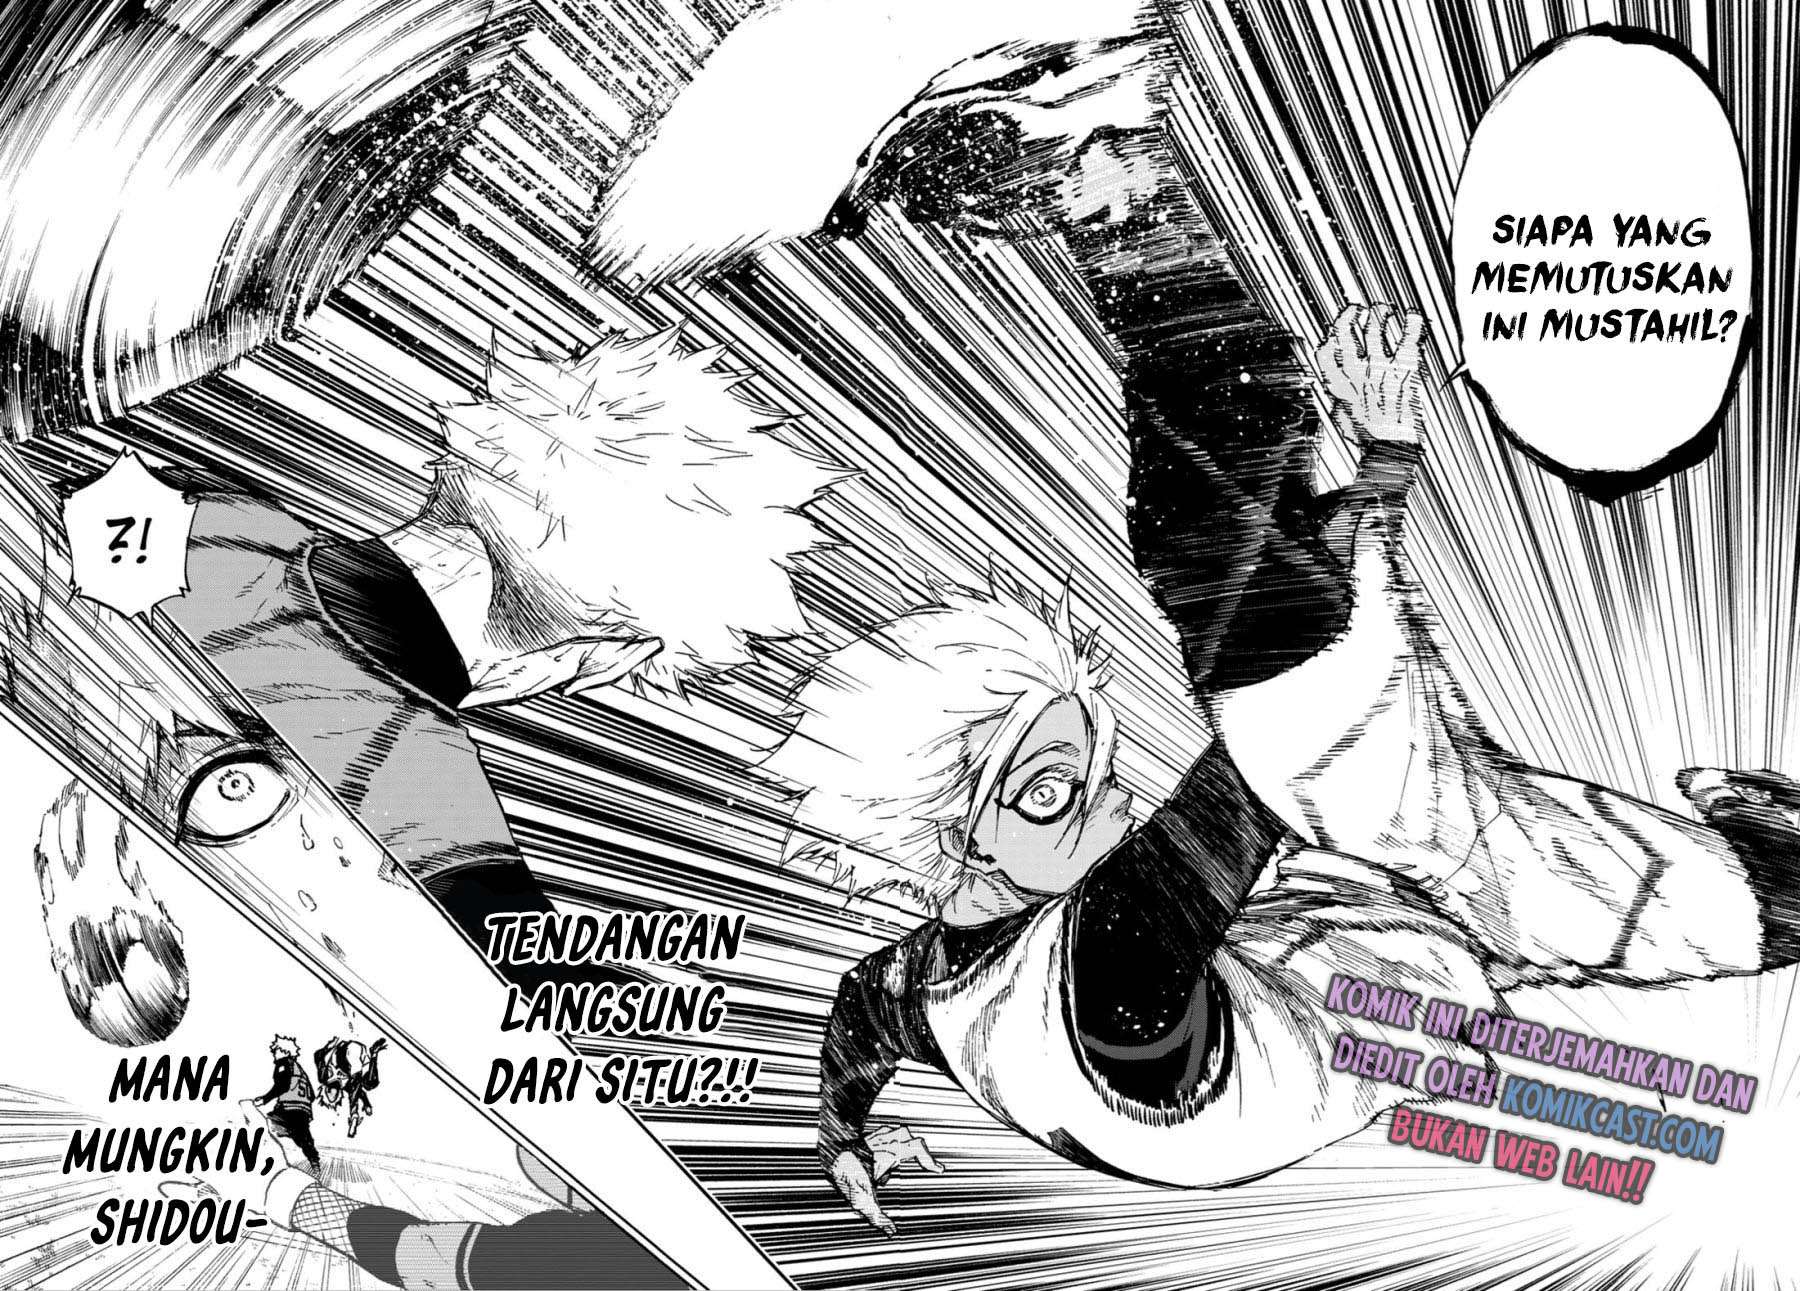 SIAPA YANG
MEMUTUSKAN
INI MUSTAHIL?
?!
TENDANGAN
LANGSUNG
DARI SITU?!!
MANA
MUNGKIN,
SHIDOU-
KOMIK INI DITERJEMAHKAN DAN
DIEDIT OLEH KOMIKCAST.COM
BUKAN WEB LAIN!!